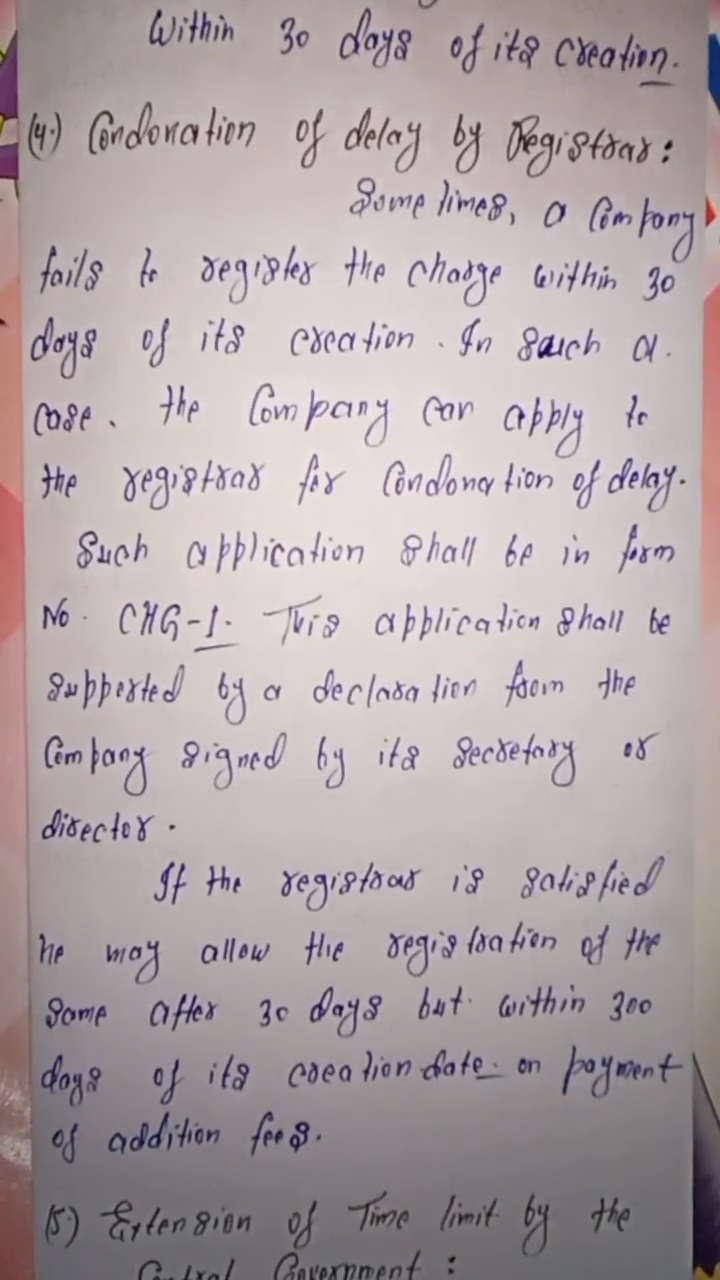 Within 30 days of its creation.
(4.) Condonation of delay by Registrar:
Some times, a Company
fails to register the charge within 30
days of its creation. In such a
case, the Company can apply to
the registrar for Condonation of delay.
Such application shall be in form
No. CHG-1. This application shall be
supported by a declaration from the
Company signed by its Secretary or
director.
If the registrar is satisfied
he may allow the registration of the
same after 30 days but within 300
days of its creation date on payment
of addition fees.
(5) Extension of Time limit by the
Central Government: